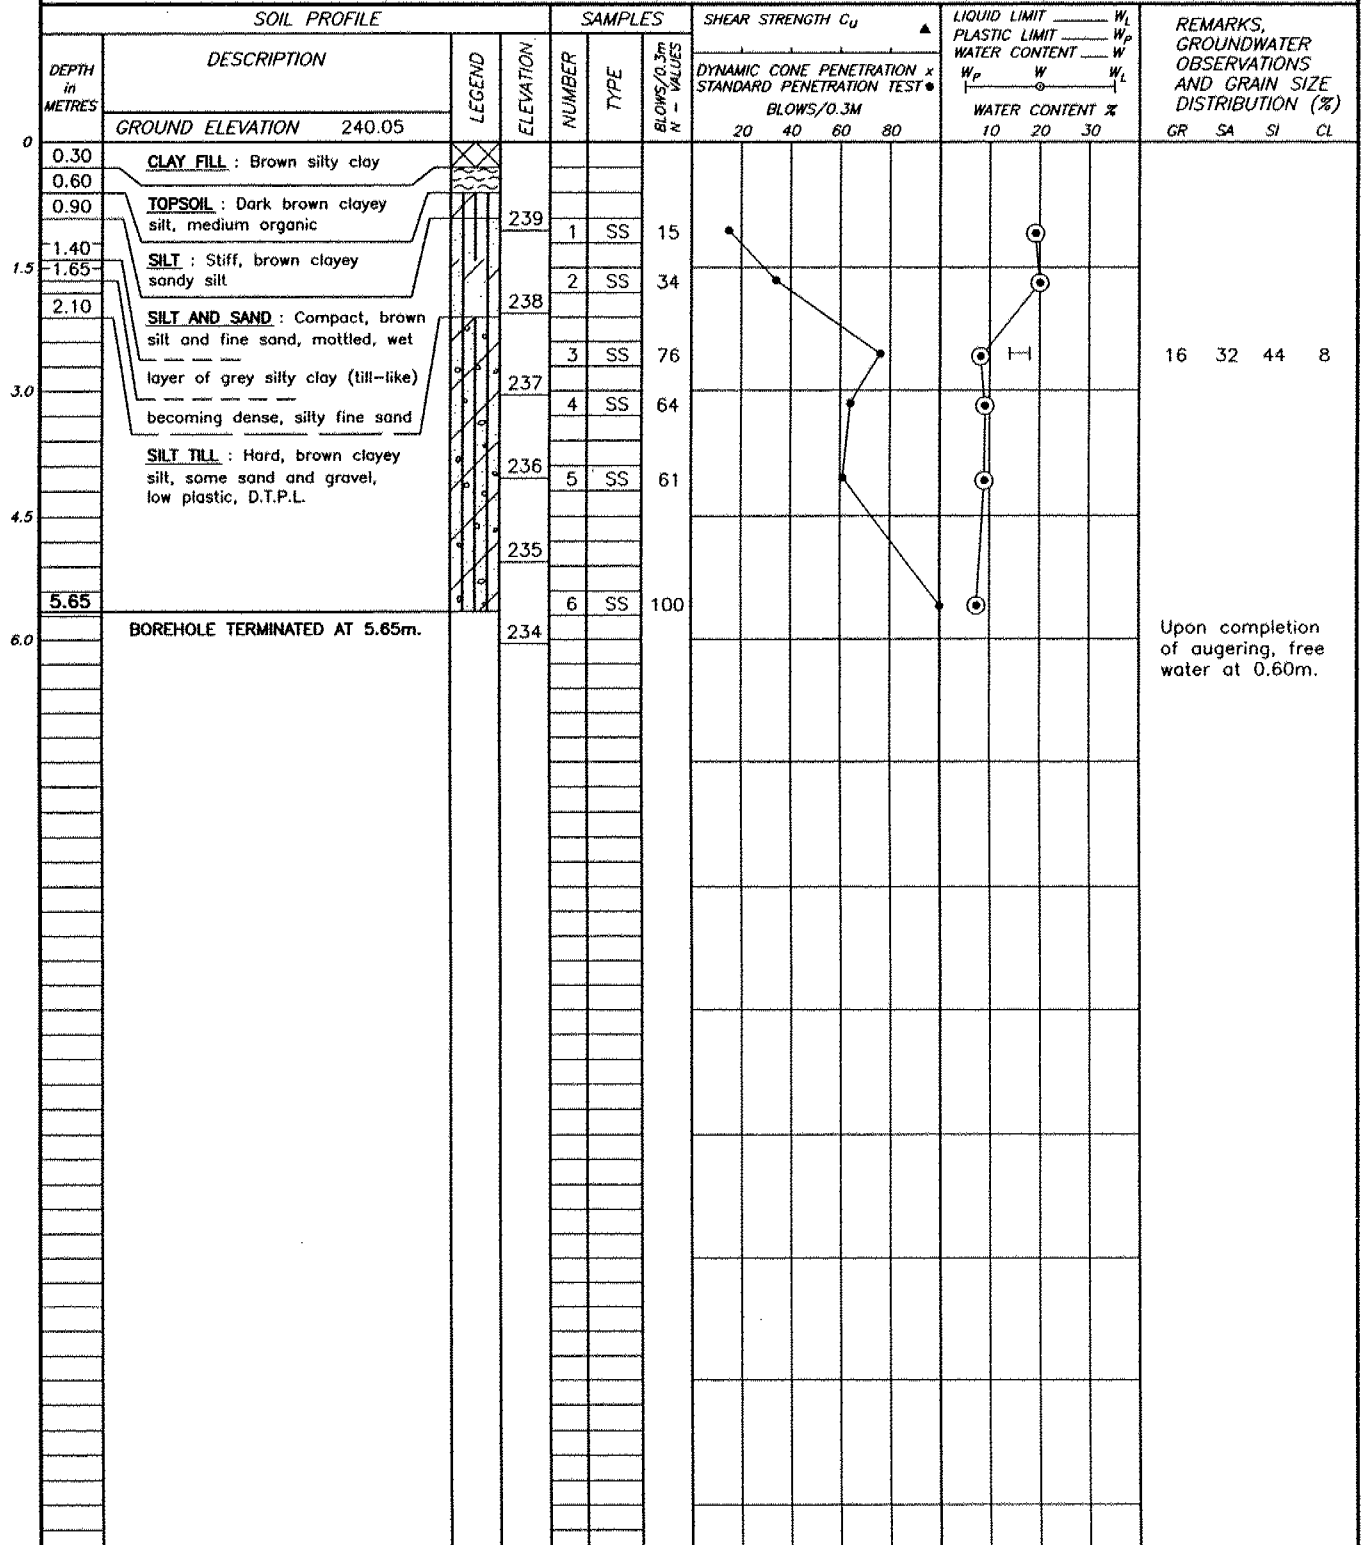 SOIL PROFILE
SAMPLES
SHEAR STRENGTH Cu ▲
LIQUID LIMIT ______ WL
PLASTIC LIMIT ______ WP
WATER CONTENT ___ W
REMARKS,
GROUNDWATER
OBSERVATIONS
AND GRAIN SIZE
DISTRIBUTION (%)
DEPTH
in
METRES
DESCRIPTION
LEGEND
ELEVATION
NUMBER
TYPE
BLOWS/0.3m
N - VALUES
DYNAMIC CONE PENETRATION x
STANDARD PENETRATION TEST ●
BLOWS/0.3M
20 40 60 80
WP W WL
WATER CONTENT %
10 20 30
GR SA SI CL
GROUND ELEVATION 240.05
0
0.30
0.60
0.90
1.40
1.5
1.65
2.10
3.0
4.5
5.65
6.0
CLAY FILL : Brown silty clay
TOPSOIL : Dark brown clayey
silt, medium organic
SILT : Stiff, brown clayey
sandy silt
SILT AND SAND : Compact, brown
silt and fine sand, mottled, wet
layer of grey silty clay (till-like)
becoming dense, silty fine sand
SILT TILL : Hard, brown clayey
silt, some sand and gravel,
low plastic, D.T.P.L.
BOREHOLE TERMINATED AT 5.65m.
239
238
237
236
235
234
1 SS 15
2 SS 34
3 SS 76
4 SS 64
5 SS 61
6 SS 100
16 32 44 8
Upon completion
of augering, free
water at 0.60m.